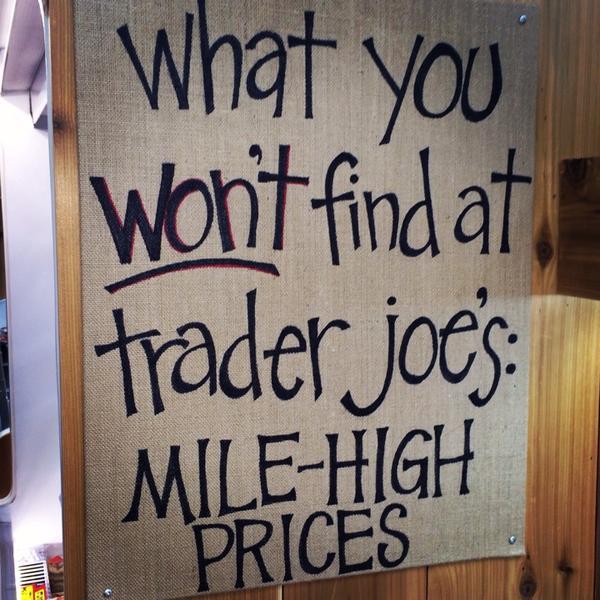 What you
won't find at
trader joe's:
MILE-HIGH
PRICES